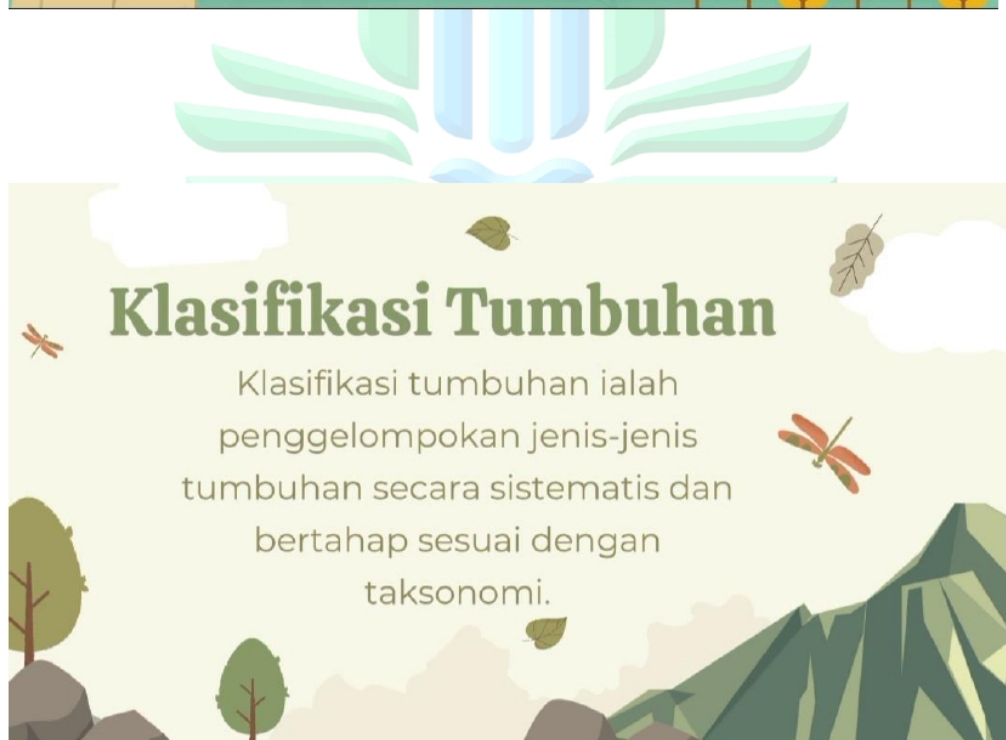 Klasifikasi Tumbuhan
Klasifikasi tumbuhan ialah
penggelompokan jenis-jenis
tumbuhan secara sistematis dan
bertahap sesuai dengan
taksonomi.